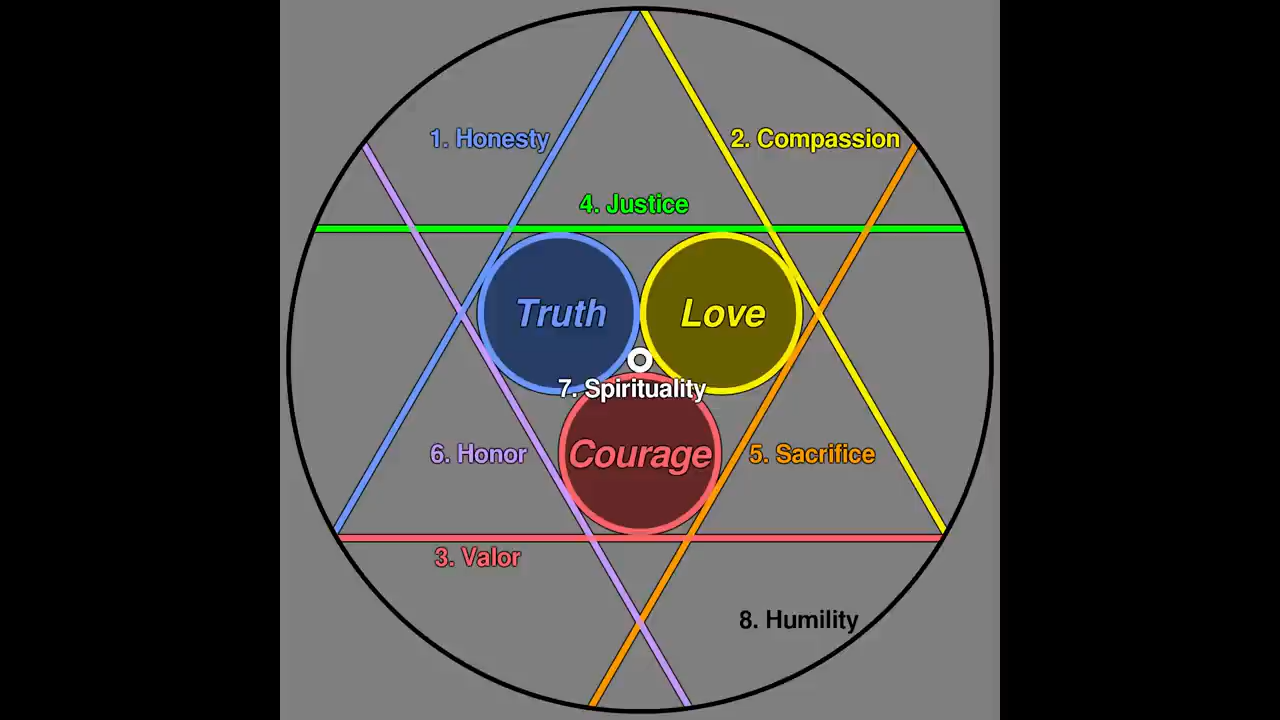 1. Honesty
2. Compassion
4. Justice
Truth
Love
7. Spirituality
6. Honor
Courage
5. Sacrifice
3. Valor
8. Humility